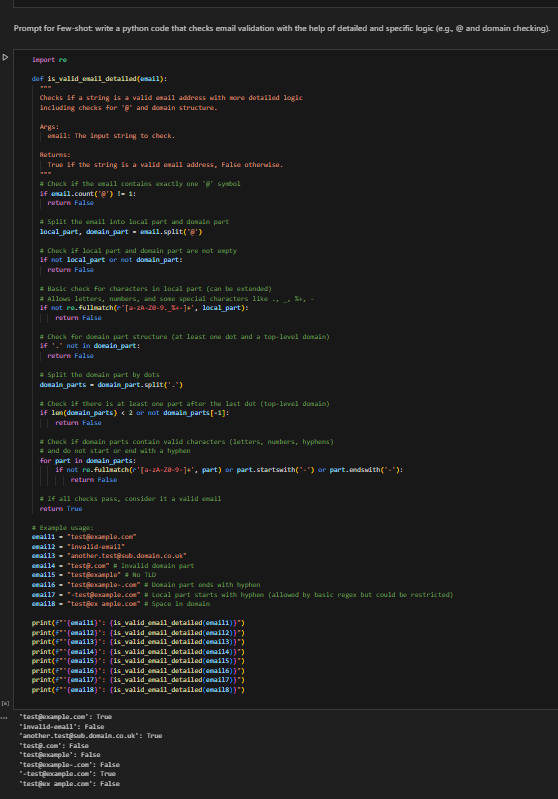 Prompt for Few-shot: write a python code that checks email validation with the help of detailed and specific logic (e.g., @ and domain checking).
import re
def is_valid_email_detailed(email):
"""
Checks if a string is a valid email address with more detailed logic
including checks for '@' and domain structure.
Args:
email: The input string to check.
Returns:
True if the string is a valid email address, False otherwise.
"""
# Check if the email contains exactly one '@' symbol
if email.count('@') != 1:
return False
# Split the email into local part and domain part
local_part, domain_part = email.split('@')
# Check if local part and domain part are not empty
if not local_part or not domain_part:
return False
# Basic check for characters in local part (can be extended)
# Allows letters, numbers, and some special characters like ., _, %+, -
if not re.fullmatch(r'[a-zA-Z0-9._%+-]+', local_part):
return False
# Check for domain part structure (at least one dot and a top-level domain)
if '.' not in domain_part:
return False
# Split the domain part by dots
domain_parts = domain_part.split('.')
# Check if there is at least one part after the last dot (top-level domain)
if len(domain_parts) < 2 or not domain_parts[-1]:
return False
# Check if domain parts contain valid characters (letters, numbers, hyphens)
# and do not start or end with a hyphen
for part in domain_parts:
if not re.fullmatch(r'[a-zA-Z0-9-]+', part) or part.startswith('-') or part.endswith('-'):
return False
# If all checks pass, consider it a valid email
return True
# Example usage:
email1 = "test@example.com"
email2 = "invalid-email"
email3 = "another.test@sub.domain.co.uk"
email4 = "test@.com" # Invalid domain part
email5 = "test@example" # No TLD
email6 = "test@example-.com" # Domain part ends with hyphen
email7 = "-test@example.com" # Local part starts with hyphen (allowed by basic regex but could be restricted)
email8 = "test@ex ample.com" # Space in domain
print(f"'{email1}': {is_valid_email_detailed(email1)}")
print(f"'{email2}': {is_valid_email_detailed(email2)}")
print(f"'{email3}': {is_valid_email_detailed(email3)}")
print(f"'{email4}': {is_valid_email_detailed(email4)}")
print(f"'{email5}': {is_valid_email_detailed(email5)}")
print(f"'{email6}': {is_valid_email_detailed(email6)}")
print(f"'{email7}': {is_valid_email_detailed(email7)}")
print(f"'{email8}': {is_valid_email_detailed(email8)}")
'test@example.com': True
'invalid-email': False
'another.test@sub.domain.co.uk': True
'test@.com': False
'test@example': False
'test@example-.com': False
'-test@example.com': True
'test@ex ample.com': False